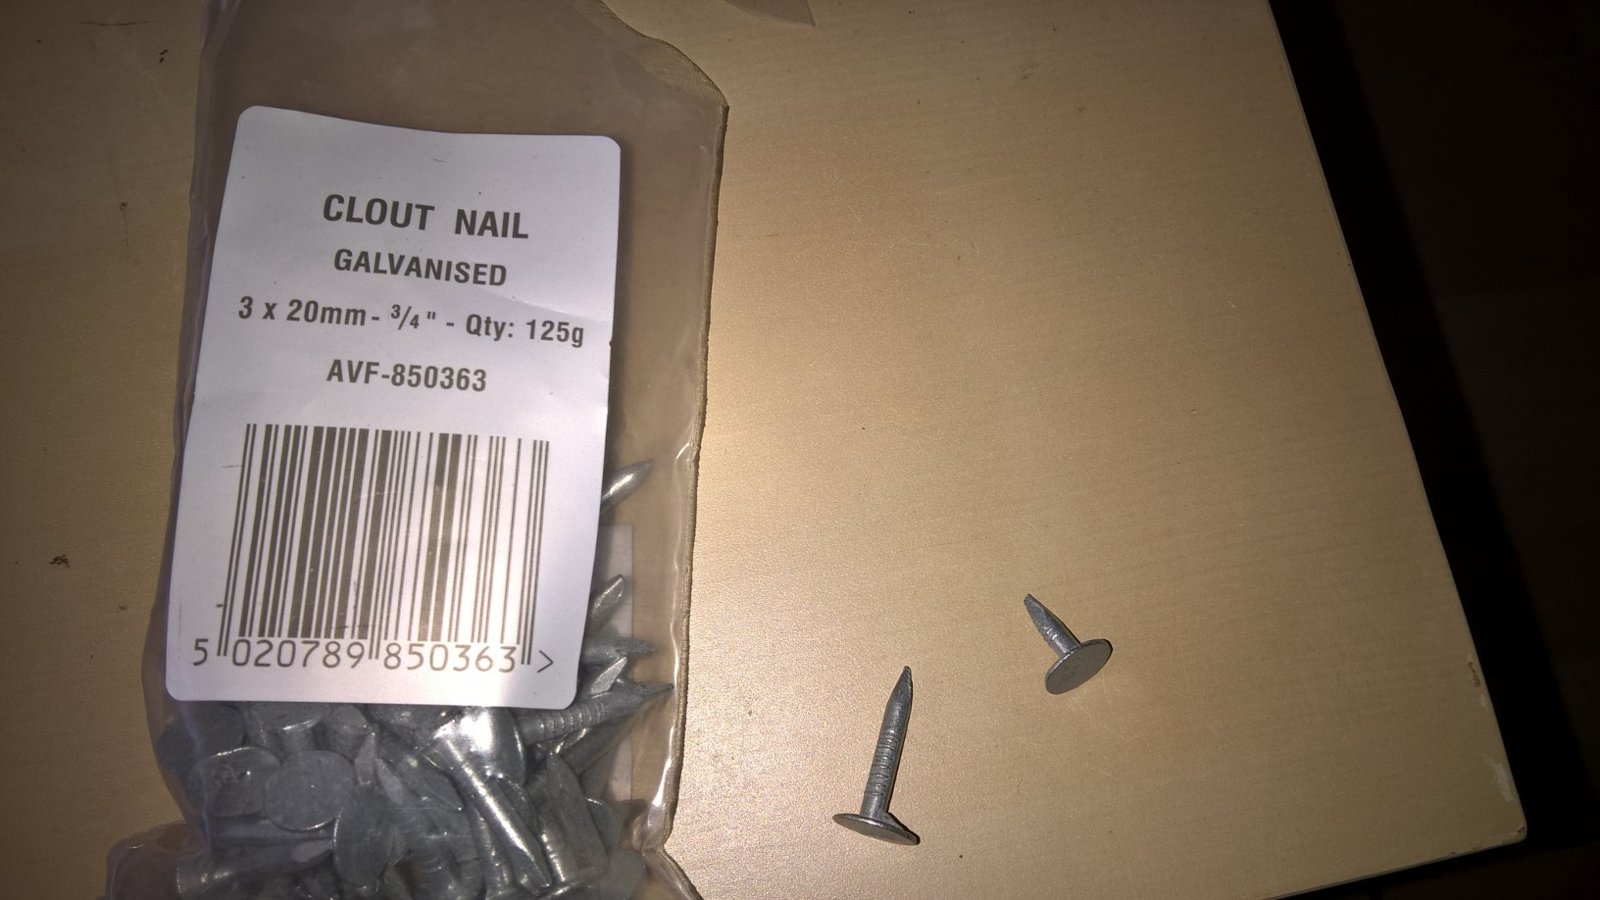 CLOUT NAIL
GALVANISED
3 x 20mm - ¾" - Qty: 125g
AVF-850363
5 020789 850363 >